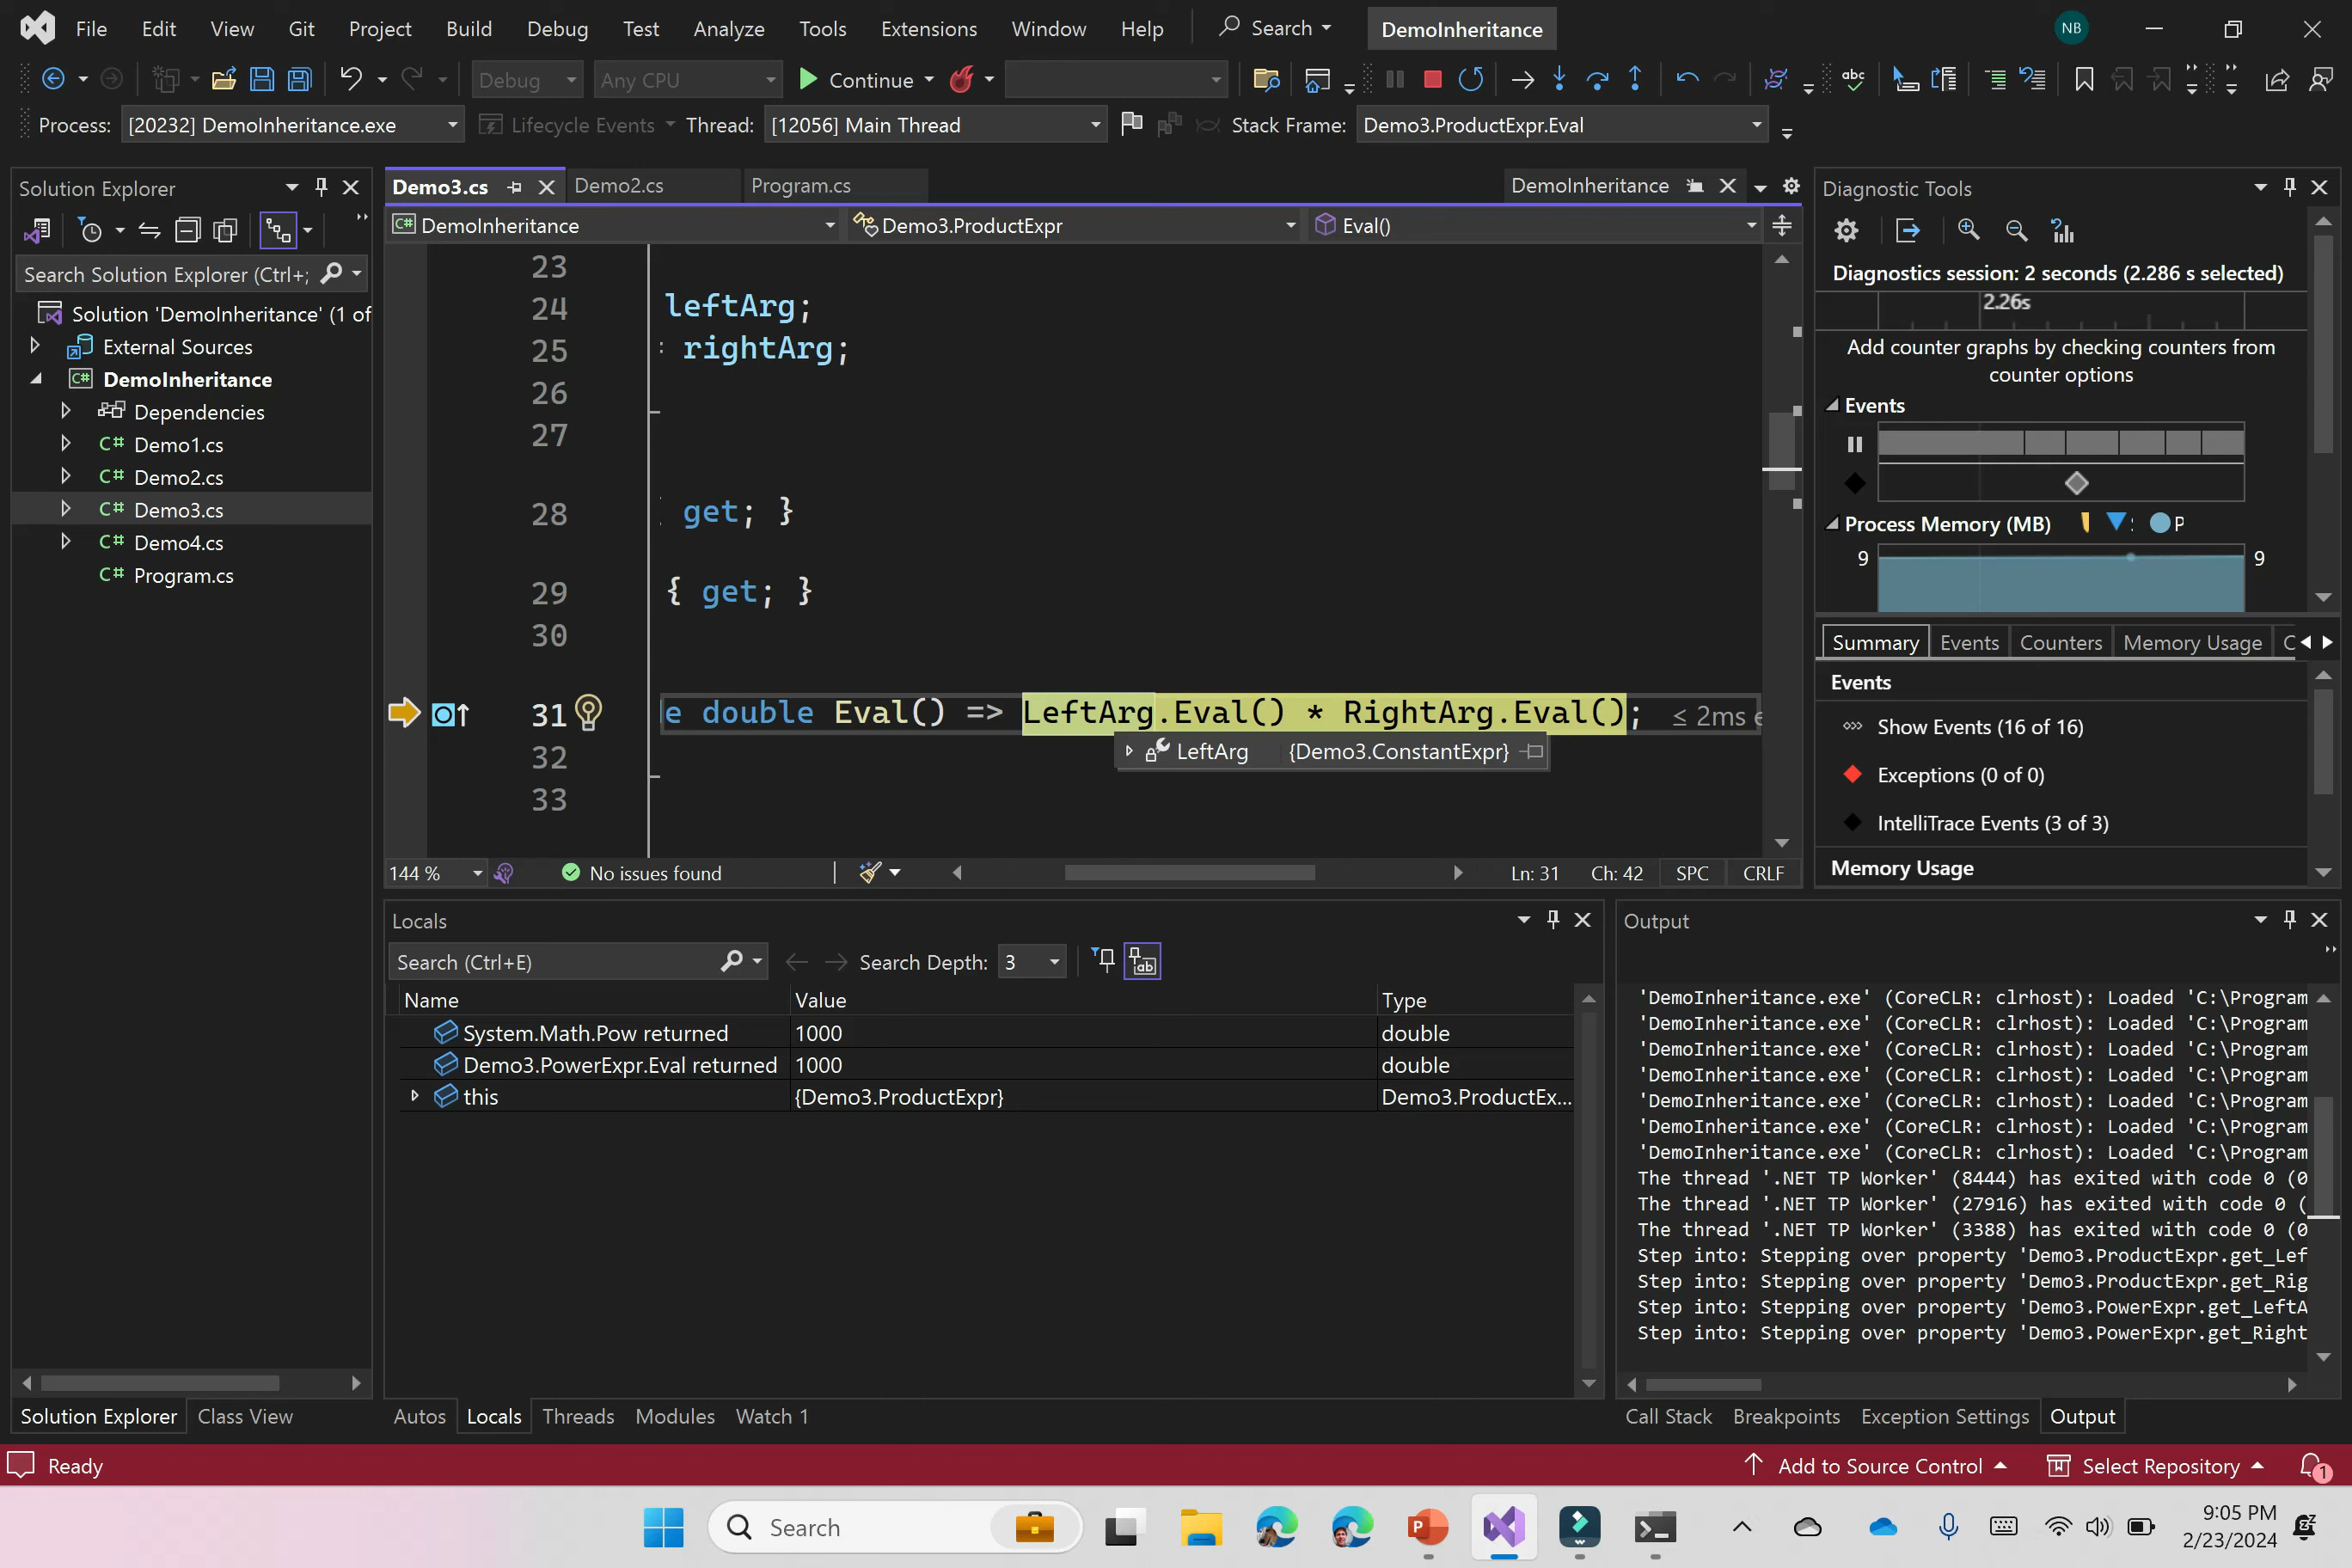 File Edit View Git Project Build Debug Test Analyze Tools Extensions Window Help Search DemoInheritance NB
Debug Any CPU Continue
Process: [20232] DemoInheritance.exe Lifecycle Events Thread: [12056] Main Thread Stack Frame: Demo3.ProductExpr.Eval
Solution Explorer
Search Solution Explorer (Ctrl+;
Solution 'DemoInheritance' (1 of
External Sources
C# DemoInheritance
Dependencies
C# Demo1.cs
C# Demo2.cs
C# Demo3.cs
C# Demo4.cs
C# Program.cs
Solution Explorer Class View
Demo3.cs Demo2.cs Program.cs DemoInheritance
C# DemoInheritance Demo3.ProductExpr Eval()
23
24 leftArg;
25 : rightArg;
26
27
28 get; }
29 { get; }
30
31 e double Eval() => LeftArg.Eval() * RightArg.Eval(); ≤ 2ms e
LeftArg {Demo3.ConstantExpr}
32
33
144 % No issues found Ln: 31 Ch: 42 SPC CRLF
Diagnostic Tools
Diagnostics session: 2 seconds (2.286 s selected)
2.26s
Add counter graphs by checking counters from
counter options
Events
Process Memory (MB) P
9 9
Summary Events Counters Memory Usage C
Events
Show Events (16 of 16)
Exceptions (0 of 0)
IntelliTrace Events (3 of 3)
Memory Usage
Locals
Search (Ctrl+E) Search Depth: 3
Name Value Type
System.Math.Pow returned 1000 double
Demo3.PowerExpr.Eval returned 1000 double
this {Demo3.ProductExpr} Demo3.ProductEx...
Autos Locals Threads Modules Watch 1
Output
'DemoInheritance.exe' (CoreCLR: clrhost): Loaded 'C:\Program
'DemoInheritance.exe' (CoreCLR: clrhost): Loaded 'C:\Program
'DemoInheritance.exe' (CoreCLR: clrhost): Loaded 'C:\Program
'DemoInheritance.exe' (CoreCLR: clrhost): Loaded 'C:\Program
'DemoInheritance.exe' (CoreCLR: clrhost): Loaded 'C:\Program
'DemoInheritance.exe' (CoreCLR: clrhost): Loaded 'C:\Program
'DemoInheritance.exe' (CoreCLR: clrhost): Loaded 'C:\Program
The thread '.NET TP Worker' (8444) has exited with code 0 (0
The thread '.NET TP Worker' (27916) has exited with code 0 (
The thread '.NET TP Worker' (3388) has exited with code 0 (0
Step into: Stepping over property 'Demo3.ProductExpr.get_Lef
Step into: Stepping over property 'Demo3.ProductExpr.get_Rig
Step into: Stepping over property 'Demo3.PowerExpr.get_LeftA
Step into: Stepping over property 'Demo3.PowerExpr.get_Right
Call Stack Breakpoints Exception Settings Output
Ready Add to Source Control Select Repository 1
Search
9:05 PM
2/23/2024